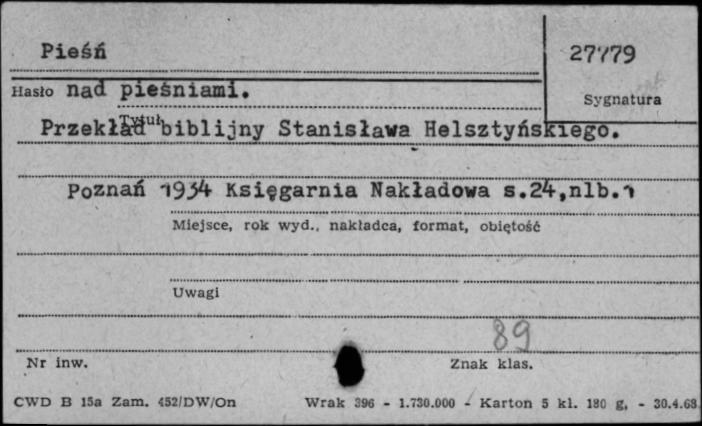 Pieśń
27779
Hasło nad pieśniami.
Sygnatura
Tytuł
Przekład biblijny Stanisława Helsztyńskiego.
Poznań 1934 Księgarnia Nakładowa s.24,nlb.1
Miejsce, rok wyd., nakładca, format, objętość
Uwagi
89
Nr inw.
Znak klas.
CWD B 15a Zam. 452/DW/On
Wrak 396 - 1.730.000 - Karton 5 kl. 180 g, - 30.4.68